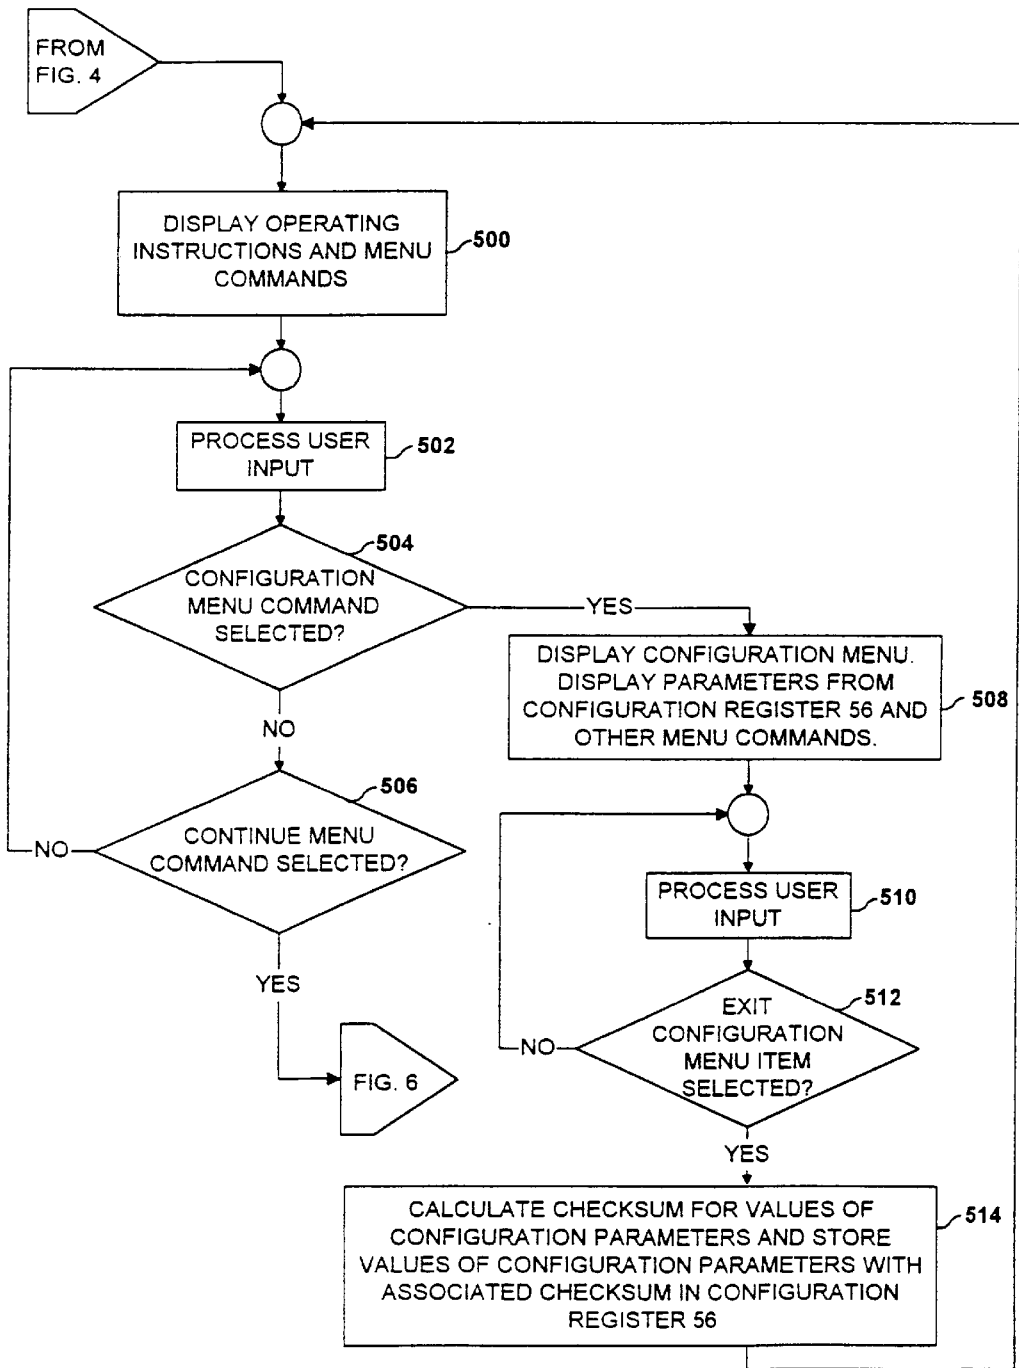 FROM
FIG. 4
DISPLAY OPERATING
INSTRUCTIONS AND MENU
COMMANDS
500
PROCESS USER
INPUT
502
504
CONFIGURATION
MENU COMMAND
SELECTED?
YES
NO
DISPLAY CONFIGURATION MENU.
DISPLAY PARAMETERS FROM
CONFIGURATION REGISTER 56 AND
OTHER MENU COMMANDS.
508
506
CONTINUE MENU
COMMAND SELECTED?
NO
YES
FIG. 6
PROCESS USER
INPUT
510
512
EXIT
CONFIGURATION
MENU ITEM
SELECTED?
NO
YES
CALCULATE CHECKSUM FOR VALUES OF
CONFIGURATION PARAMETERS AND STORE
VALUES OF CONFIGURATION PARAMETERS WITH
ASSOCIATED CHECKSUM IN CONFIGURATION
REGISTER 56
514